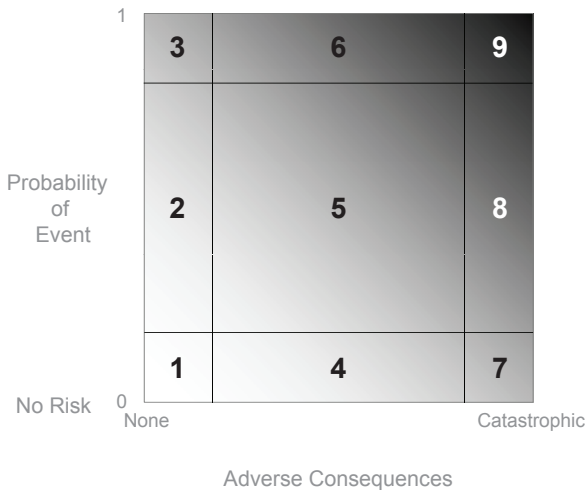 1
3 6 9
Probability
of
Event
2 5 8
1 4 7
No Risk
0
None
Catastrophic
Adverse Consequences